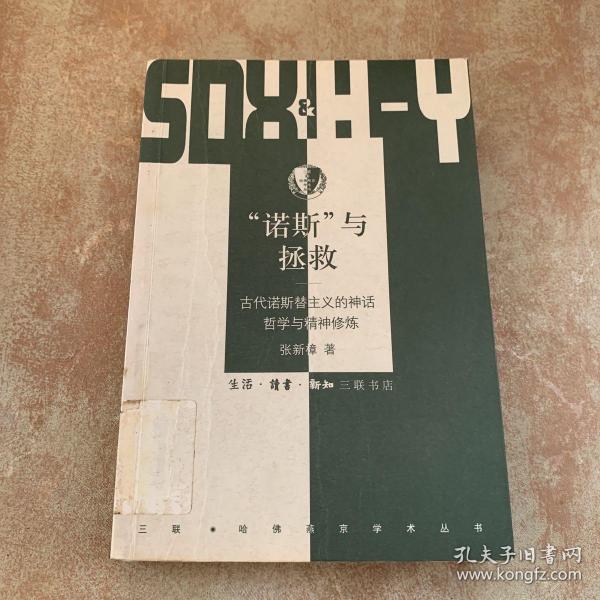 SDX&H-Y
“诺斯”与
拯救
古代诺斯替主义的神话
哲学与精神修炼
张新樟 著
生活·讀書·新知 三联书店
三联·哈佛燕京学术丛书
孔夫子旧书网
www.kongfz.com